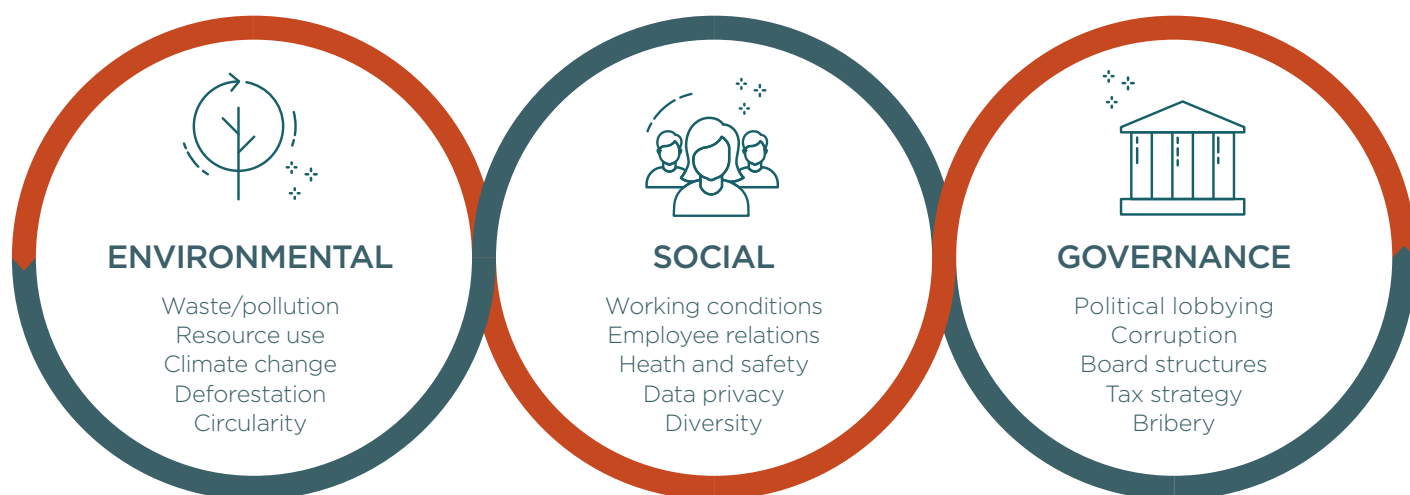 ENVIRONMENTAL
Waste/pollution
Resource use
Climate change
Deforestation
Circularity
SOCIAL
Working conditions
Employee relations
Heath and safety
Data privacy
Diversity
GOVERNANCE
Political lobbying
Corruption
Board structures
Tax strategy
Bribery